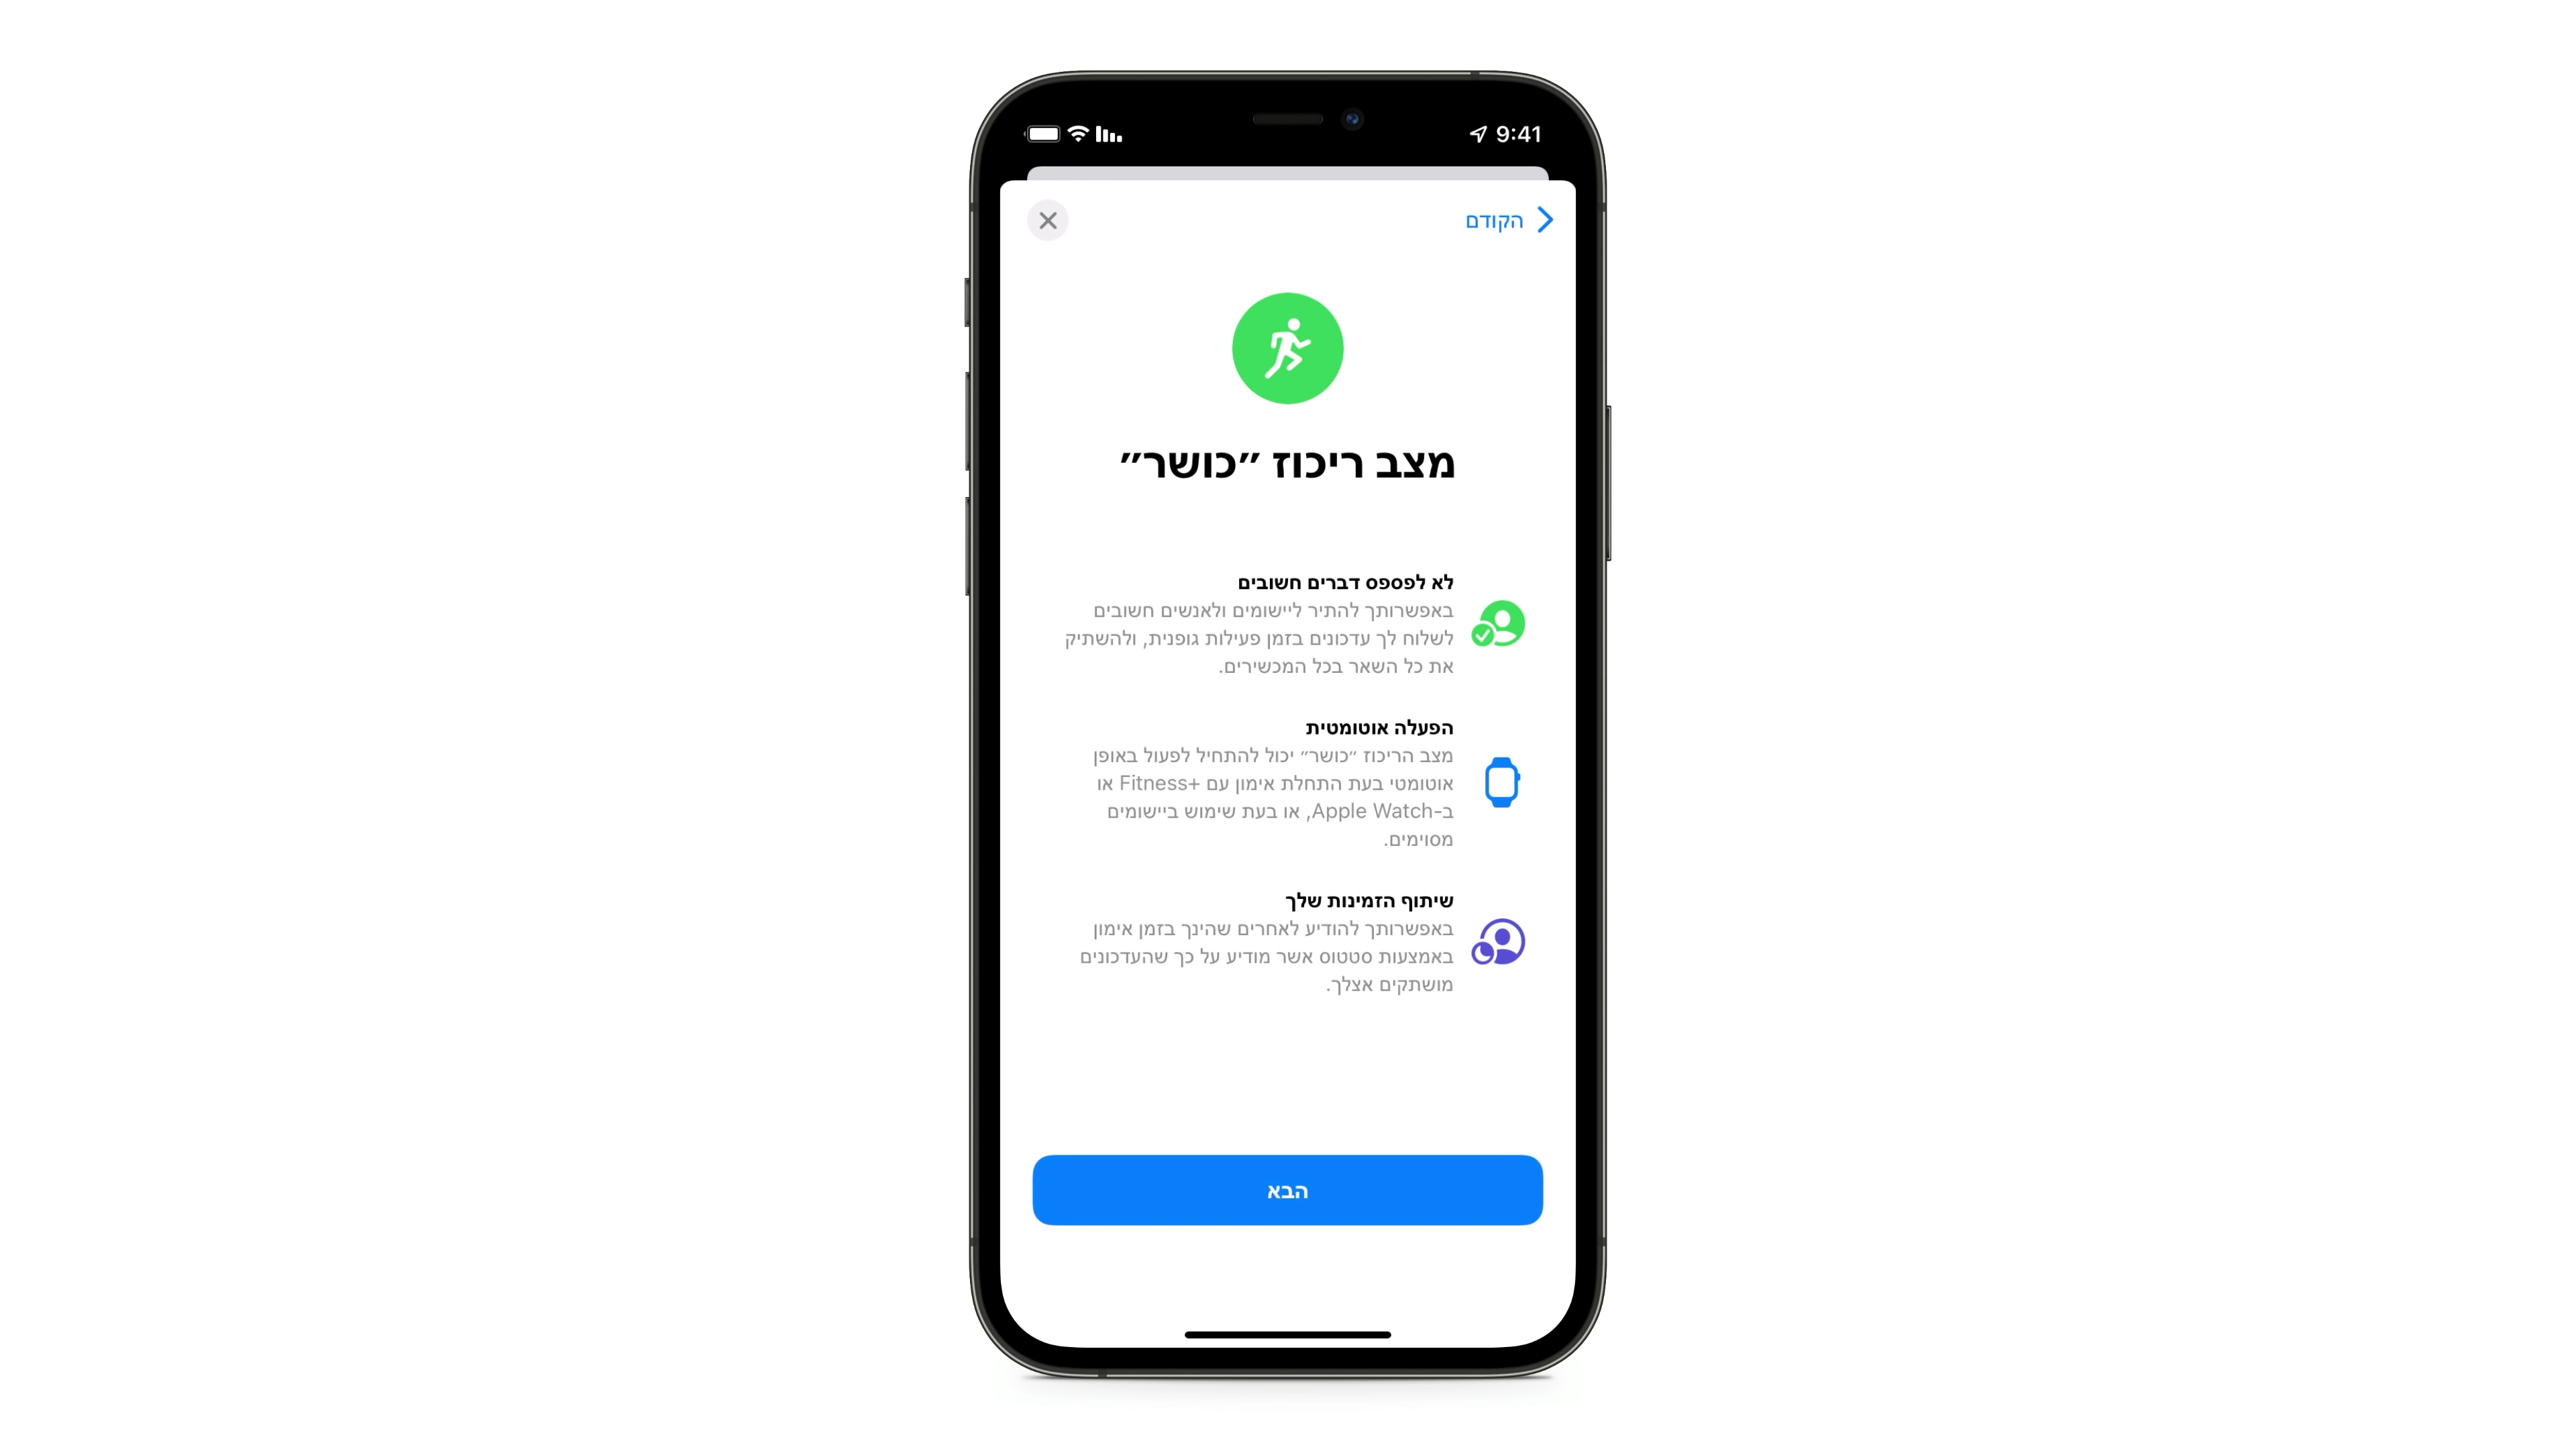 9:41
הקודם
מצב ריכוז ״כושר״
לא לפספס דברים חשובים
באפשרותך להתיר ליישומים ולאנשים חשובים
לשלוח לך עדכונים בזמן פעילות גופנית, ולהשתיק
את כל השאר בכל המכשירים.
הפעלה אוטומטית
מצב הריכוז ״כושר״ יכול להתחיל לפעול באופן
אוטומטי בעת התחלת אימון עם Fitness+ או
ב-Apple Watch, או בעת שימוש ביישומים
מסוימים.
שיתוף הזמינות שלך
באפשרותך להודיע לאחרים שהינך בזמן אימון
באמצעות סטטוס אשר מודיע על כך שהעדכונים
מושתקים אצלך.
הבא